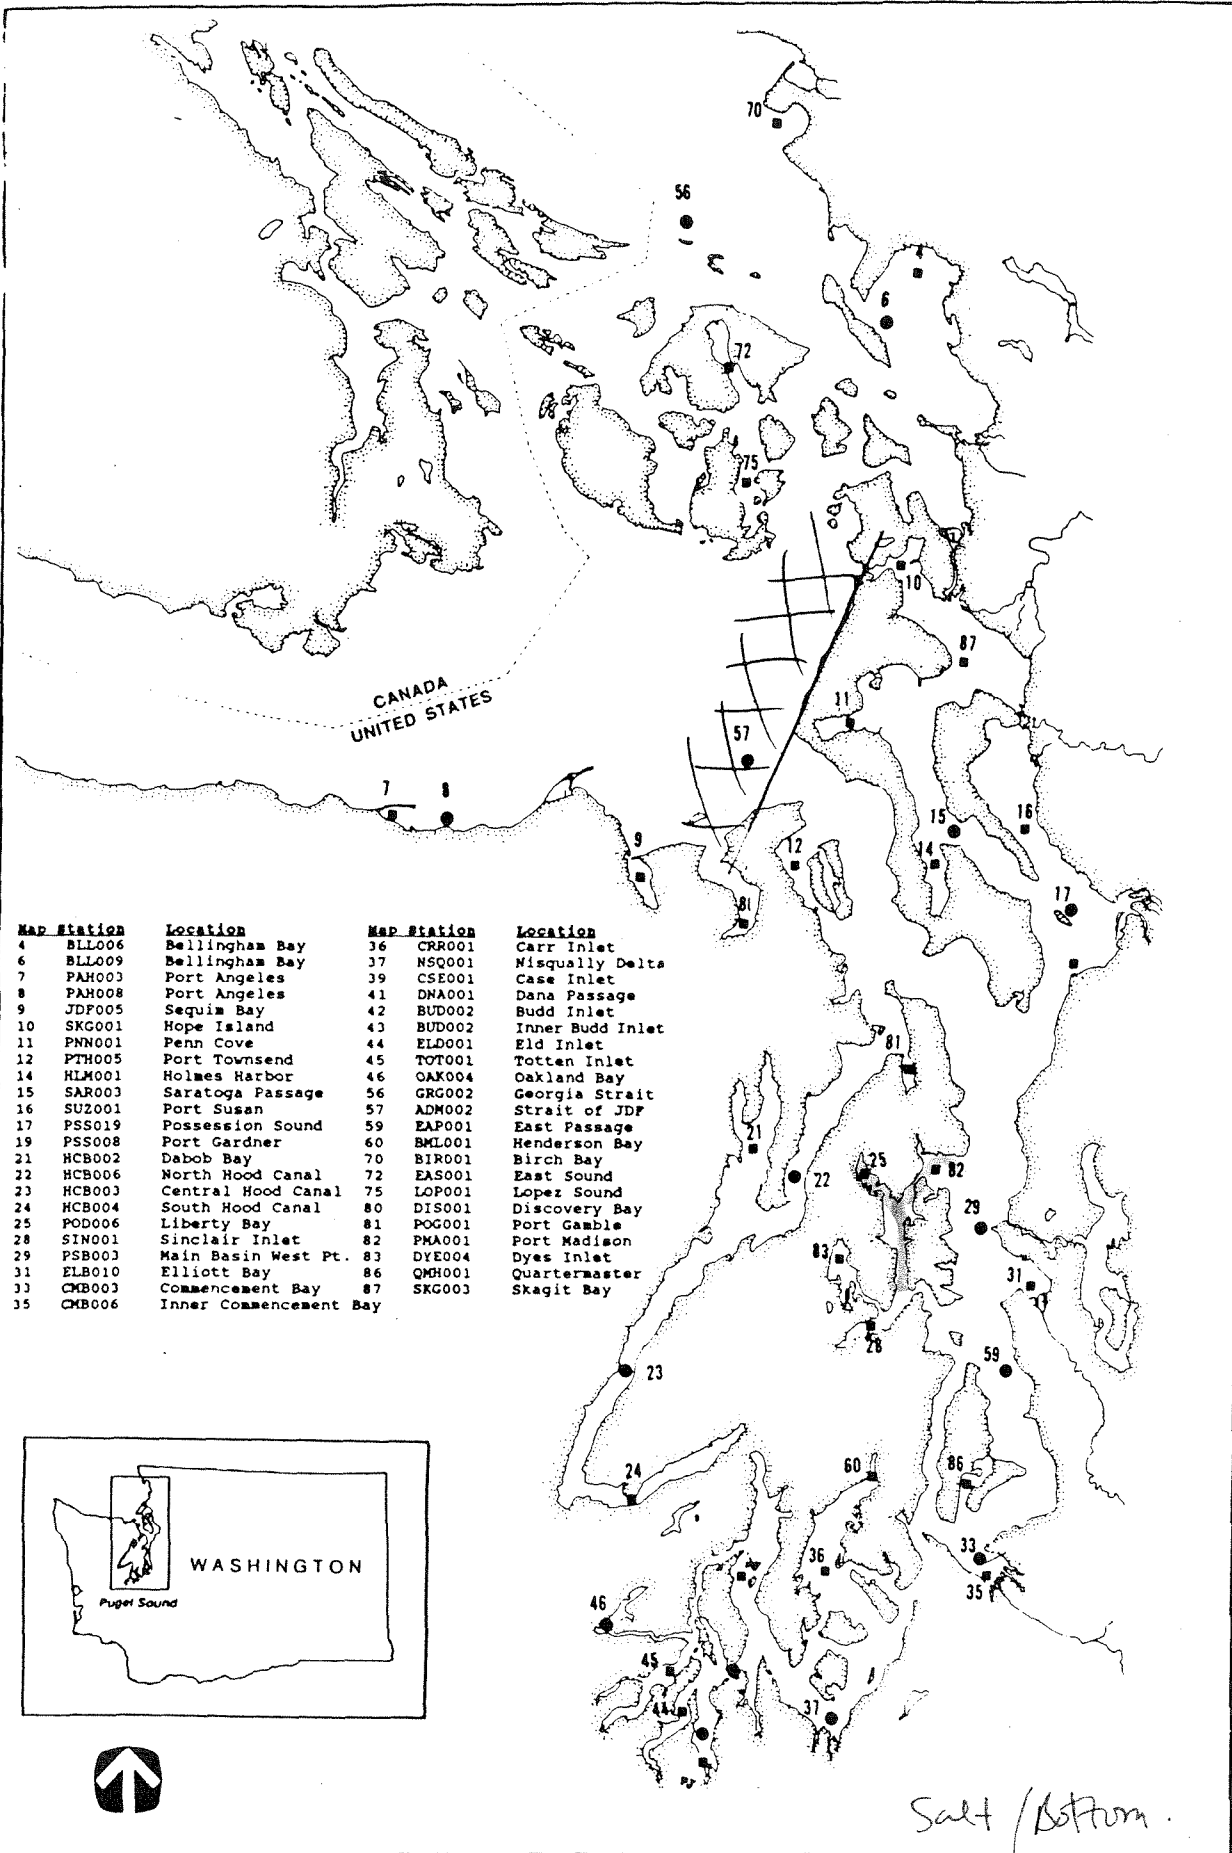 70
56
4
6
72
75
10
87
CANADA
UNITED STATES
11
57
7
8
15
16
9
12
14
17
81
Map Station Location Map Station Location
4 BLL006 Bellingham Bay 36 CRR001 Carr Inlet
6 BLL009 Bellingham Bay 37 NSQ001 Nisqually Delta
7 PAH003 Port Angeles 39 CSE001 Case Inlet
8 PAH008 Port Angeles 41 DNA001 Dana Passage
9 JDF005 Sequim Bay 42 BUD002 Budd Inlet
10 SKG001 Hope Island 43 BUD002 Inner Budd Inlet
11 PNN001 Penn Cove 44 ELD001 Eld Inlet
12 PTH005 Port Townsend 45 TOT001 Totten Inlet
14 HLM001 Holmes Harbor 46 OAK004 Oakland Bay
15 SAR003 Saratoga Passage 56 GRG002 Georgia Strait
16 SUZ001 Port Susan 57 ADM002 Strait of JDF
17 PSS019 Possession Sound 59 EAP001 East Passage
19 PSS008 Port Gardner 60 BML001 Henderson Bay
21 HCB002 Dabob Bay 70 BIR001 Birch Bay
22 HCB006 North Hood Canal 72 EAS001 East Sound
23 HCB003 Central Hood Canal 75 LOP001 Lopez Sound
24 HCB004 South Hood Canal 80 DIS001 Discovery Bay
25 POD006 Liberty Bay 81 POG001 Port Gamble
28 SIN001 Sinclair Inlet 82 PMA001 Port Madison
29 PSB003 Main Basin West Pt. 83 DYE004 Dyes Inlet
31 ELB010 Elliott Bay 86 QMH001 Quartermaster
33 CMB003 Commencement Bay 87 SKG003 Skagit Bay
35 CMB006 Inner Commencement Bay
81
21
22
25
82
29
83
31
28
59
23
24
60
86
36
33
35
46
45
44
37
WASHINGTON
Puget Sound
Salt / Bottom.